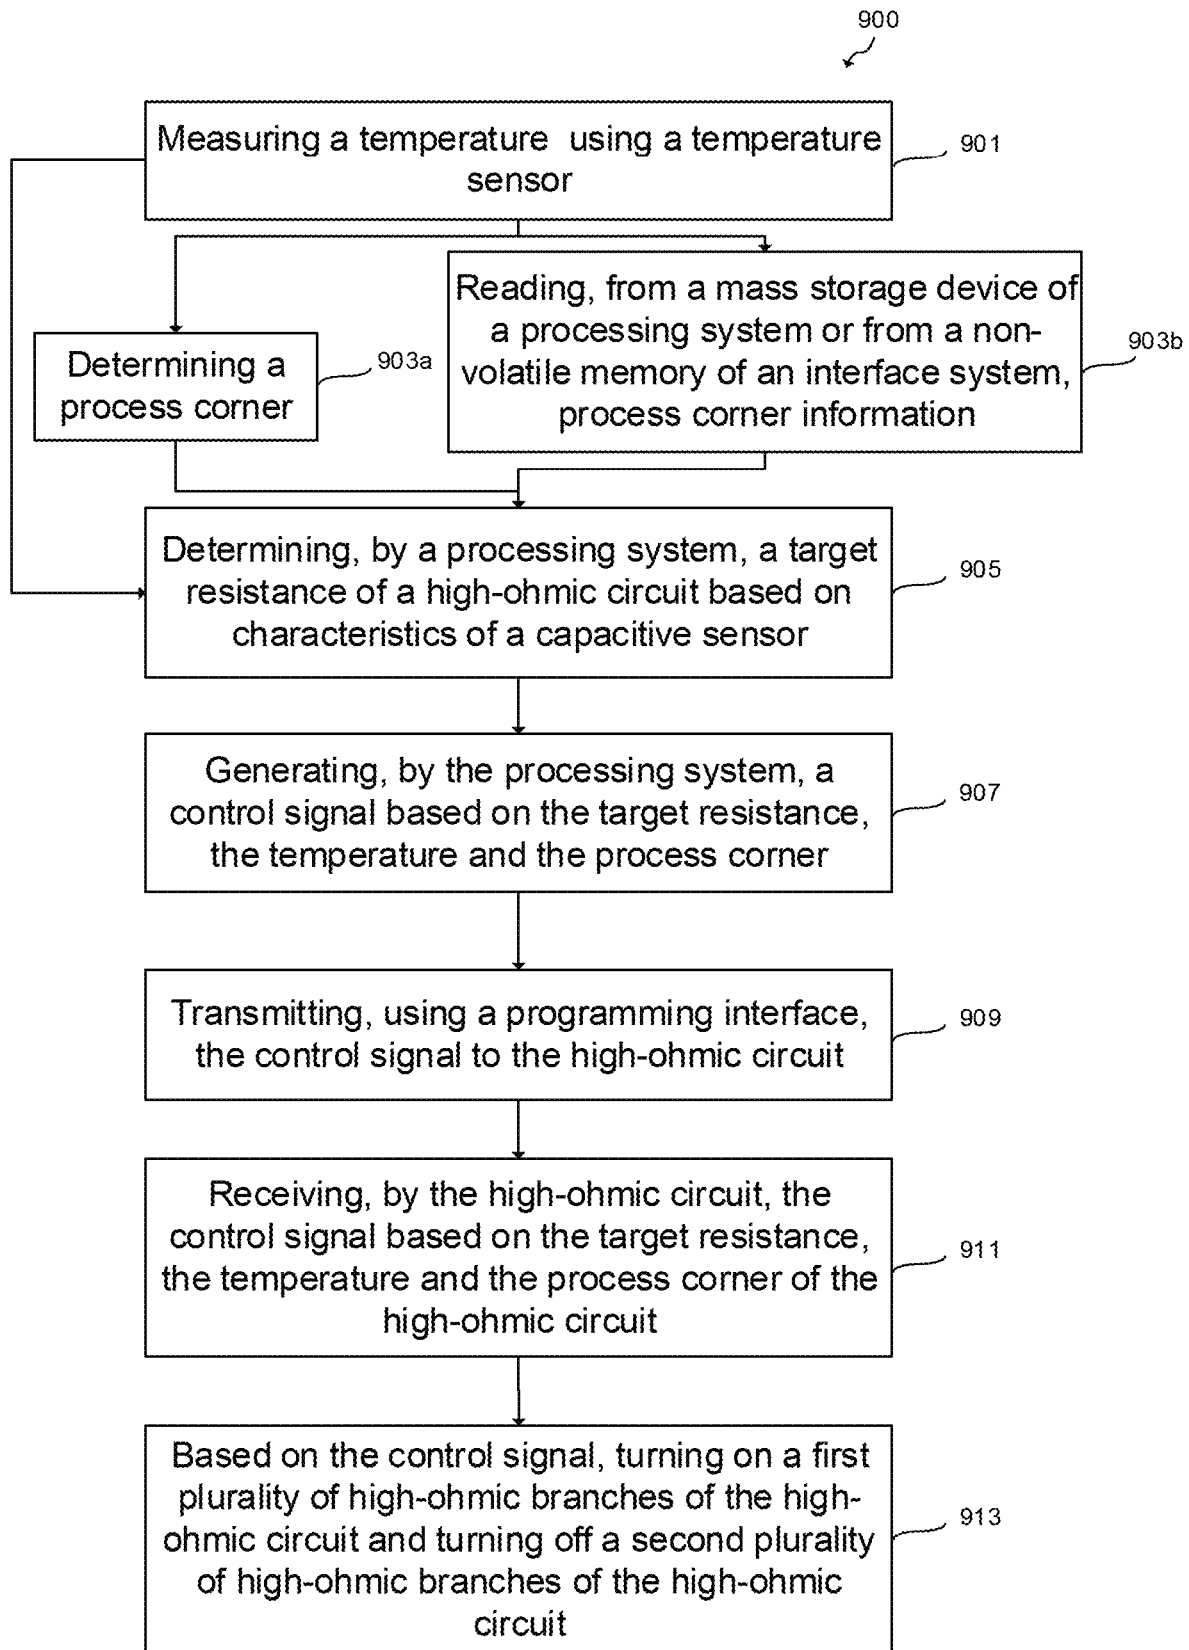 900
Measuring a temperature using a temperature
sensor
901
Reading, from a mass storage device of
a processing system or from a non-
volatile memory of an interface system,
process corner information
903b
Determining a
process corner
903a
Determining, by a processing system, a target
resistance of a high-ohmic circuit based on
characteristics of a capacitive sensor
905
Generating, by the processing system, a
control signal based on the target resistance,
the temperature and the process corner
907
Transmitting, using a programming interface,
the control signal to the high-ohmic circuit
909
Receiving, by the high-ohmic circuit, the
control signal based on the target resistance,
the temperature and the process corner of the
high-ohmic circuit
911
Based on the control signal, turning on a first
plurality of high-ohmic branches of the high-
ohmic circuit and turning off a second plurality
of high-ohmic branches of the high-ohmic
circuit
913